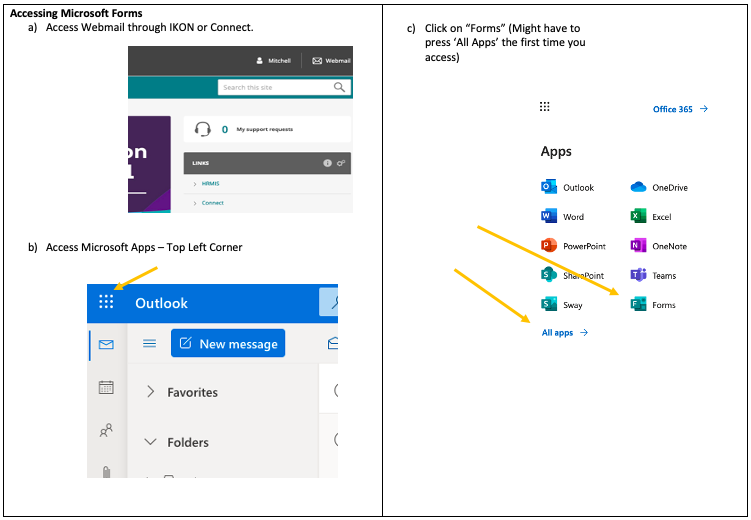 Accessing Microsoft Forms
a) Access Webmail through IKON or Connect.
Mitchell
Webmail
Search this site
on
1
0 My support requests
LINKS
HRMIS
Connect
b) Access Microsoft Apps – Top Left Corner
Outlook
New message
Favorites
Folders
c) Click on “Forms” (Might have to
press ‘All Apps’ the first time you
access)
Office 365 →
Apps
Outlook
OneDrive
Word
Excel
PowerPoint
OneNote
SharePoint
Teams
Sway
Forms
All apps →